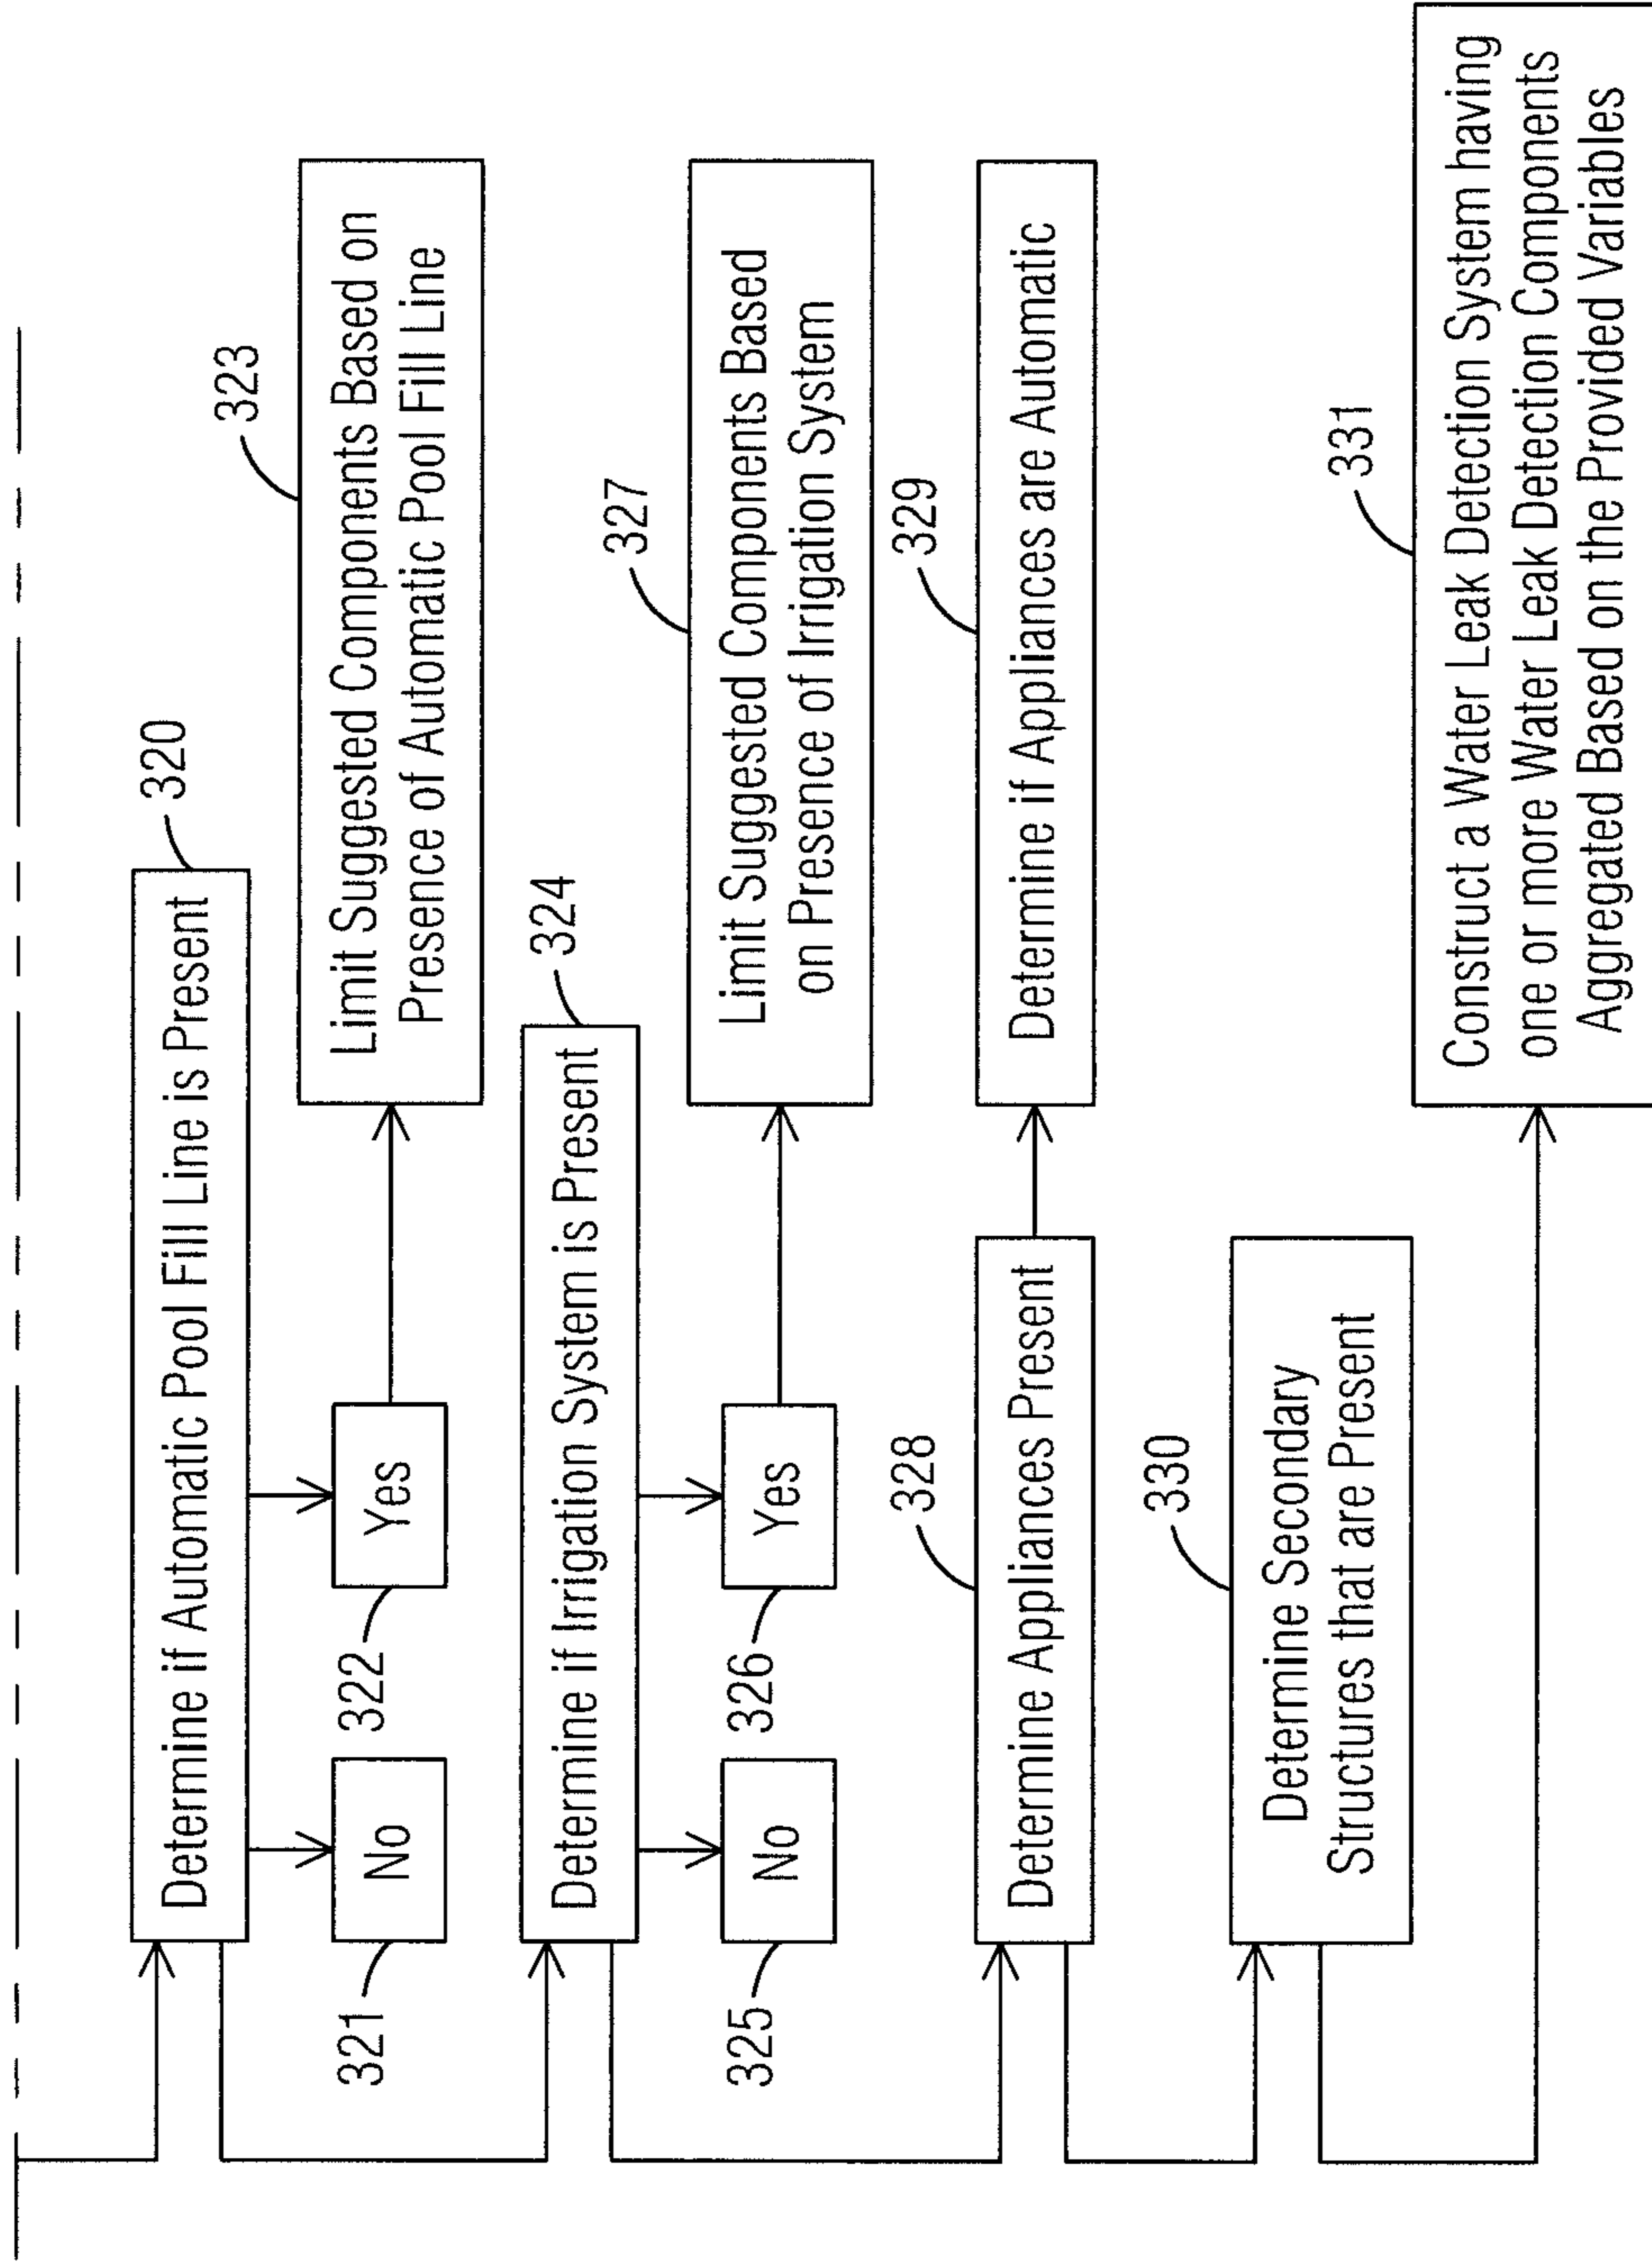 320
Determine if Automatic Pool Fill Line is Present
321
No
322
Yes
323
Limit Suggested Components Based on
Presence of Automatic Pool Fill Line
324
Determine if Irrigation System is Present
325
No
326
Yes
327
Limit Suggested Components Based
on Presence of Irrigation System
328
Determine Appliances Present
329
Determine if Appliances are Automatic
330
Determine Secondary
Structures that are Present
331
Construct a Water Leak Detection System having
one or more Water Leak Detection Components
Aggregated Based on the Provided Variables